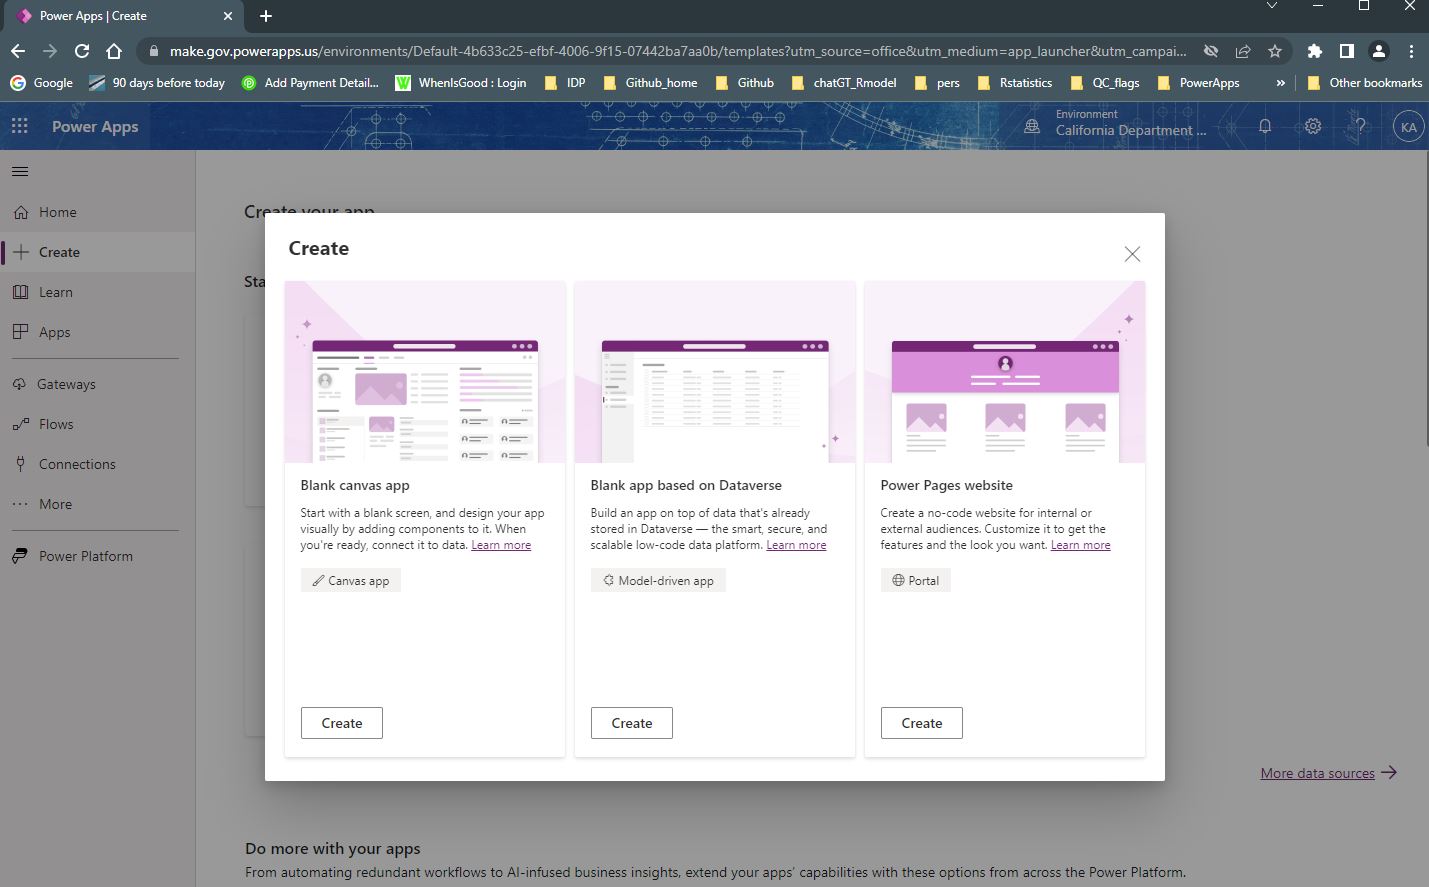 Power Apps | Create
make.gov.powerapps.us/environments/Default-4b633c25-efbf-4006-9f15-07442ba7aa0b/templates?utm_source=office&utm_medium=app_launcher&utm_campai...
Google
90 days before today
Add Payment Detail...
WhenIsGood : Login
IDP
Github_home
Github
chatGT_Rmodel
pers
Rstatistics
QC_flags
PowerApps
»
Other bookmarks
Power Apps
Environment
California Department ...
?
KA
Home
Create
Learn
Apps
Gateways
Flows
Connections
More
Power Platform
Create your app
Sta
Create
Blank canvas app
Start with a blank screen, and design your app
visually by adding components to it. When
you're ready, connect it to data. Learn more
Canvas app
Create
Blank app based on Dataverse
Build an app on top of data that's already
stored in Dataverse — the smart, secure, and
scalable low-code data platform. Learn more
Model-driven app
Create
Power Pages website
Create a no-code website for internal or
external audiences. Customize it to get the
features and the look you want. Learn more
Portal
Create
More data sources
Do more with your apps
From automating redundant workflows to AI-infused business insights, extend your apps' capabilities with these options from across the Power Platform.